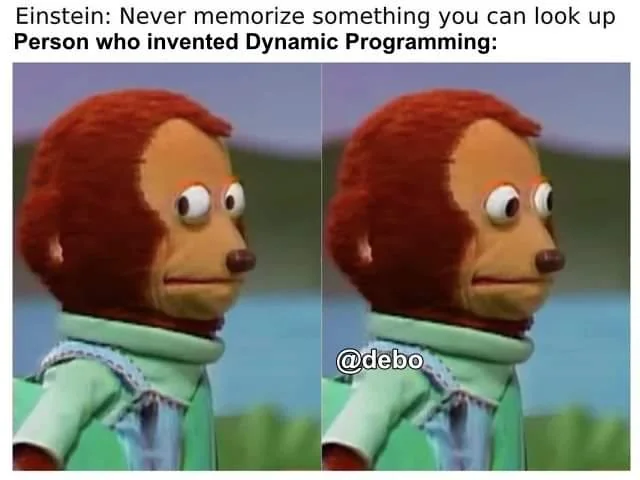 Einstein: Never memorize something you can look up
Person who invented Dynamic Programming:
@debo